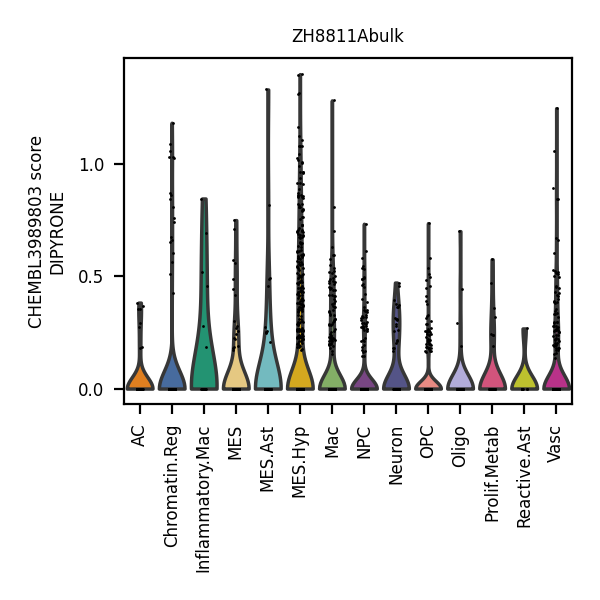 ZH8811Abulk
CHEMBL3989803 score
DIPYRONE
1.0
0.5
0.0
AC
Chromatin.Reg
Inflammatory.Mac
MES
MES.Ast
MES.Hyp
Mac
NPC
Neuron
OPC
Oligo
Prolif.Metab
Reactive.Ast
Vasc